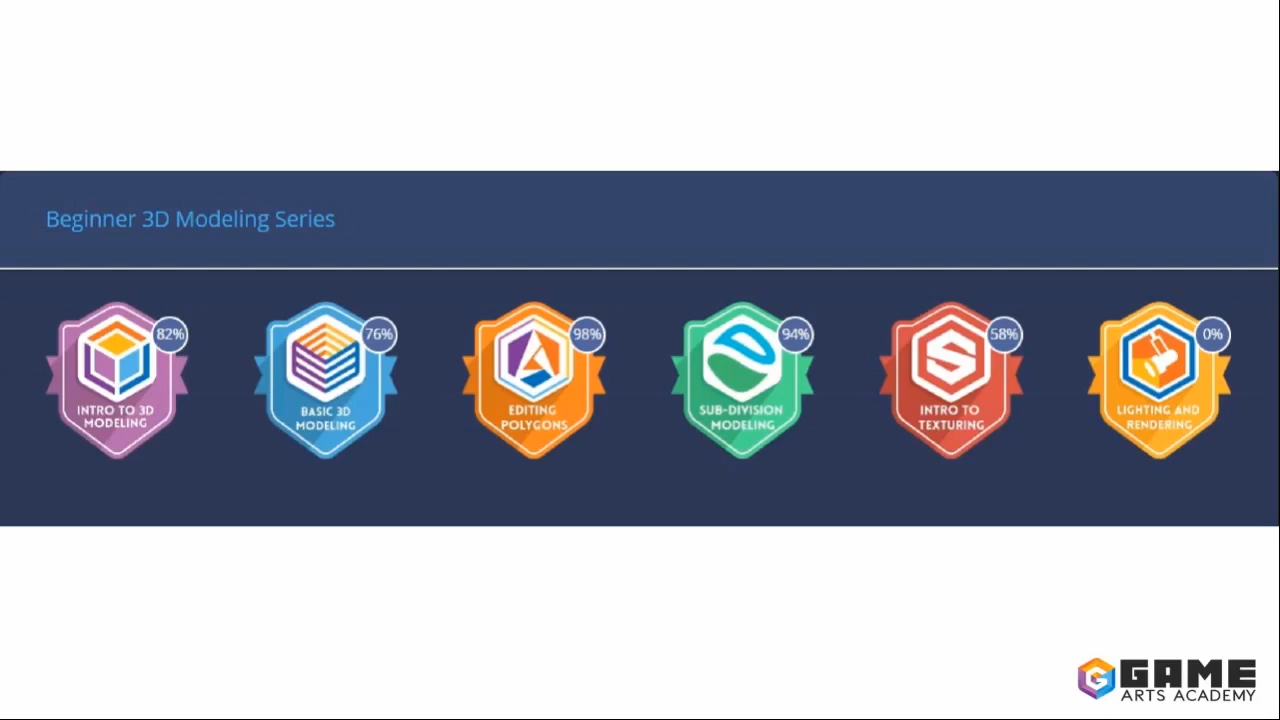 Beginner 3D Modeling Series
82%
INTRO TO 3D
MODELING
76%
BASIC 3D
MODELING
98%
EDITING
POLYGONS
94%
SUB-DIVISION
MODELING
58%
INTRO TO
TEXTURING
0%
LIGHTING AND
RENDERING
GAME
ARTS ACADEMY